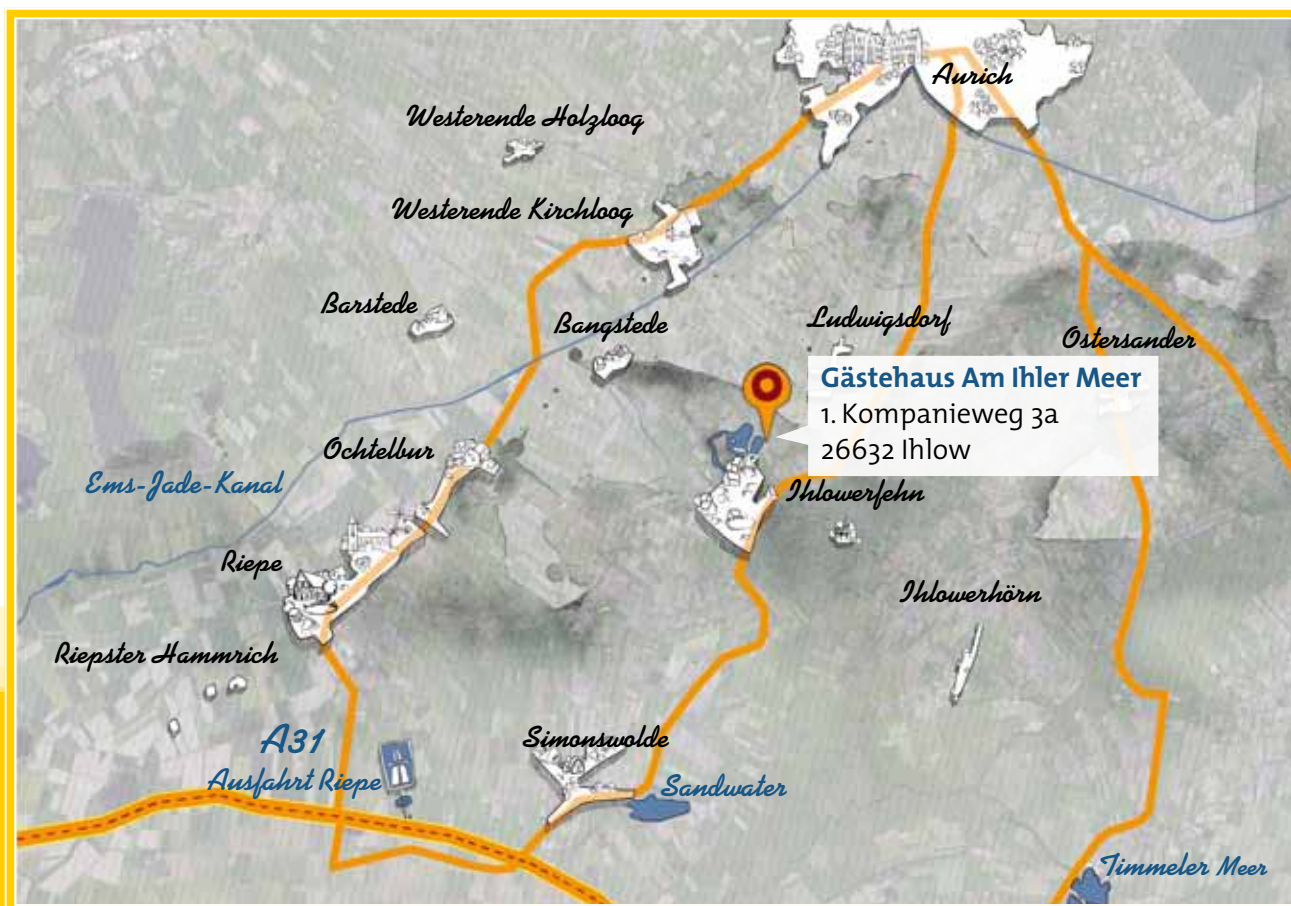 Aurich
Westerende Holzloog
Westerende Kirchloog
Barstede
Bangstede
Ludwigsdorf
Ostersander
Gästehaus Am Ihler Meer
1. Kompanieweg 3a
26632 Ihlow
Ochtelbur
Ems-Jade-Kanal
Ihlowerfehn
Riepe
Ihlowerhörn
Riepster Hammrich
A31
Ausfahrt Riepe
Simonswolde
Sandwater
Timmeler Meer